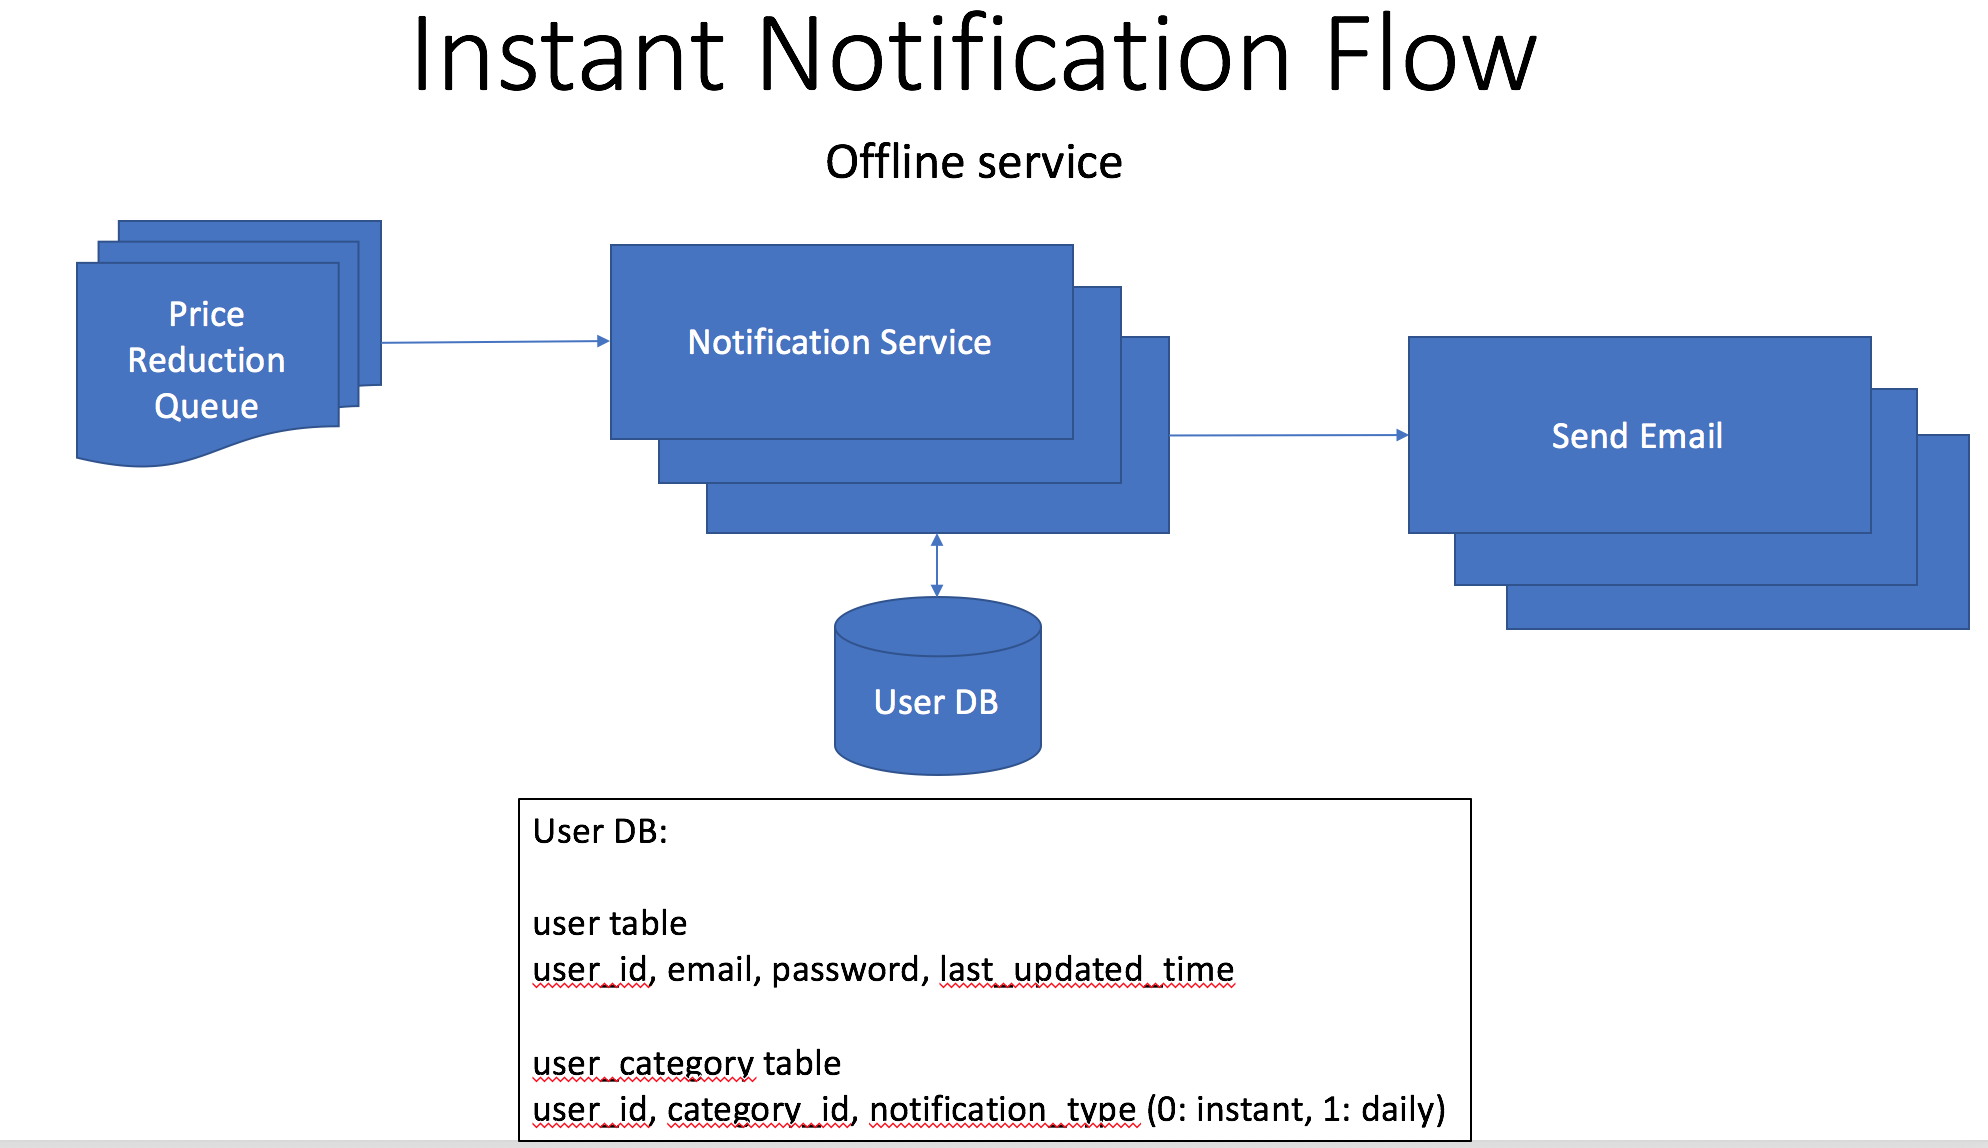 Instant Notification Flow
Offline service
Price
Reduction
Queue
Notification Service
Send Email
User DB
User DB:
user table
user_id, email, password, last_updated_time
user_category table
user_id, category_id, notification_type (0: instant, 1: daily)